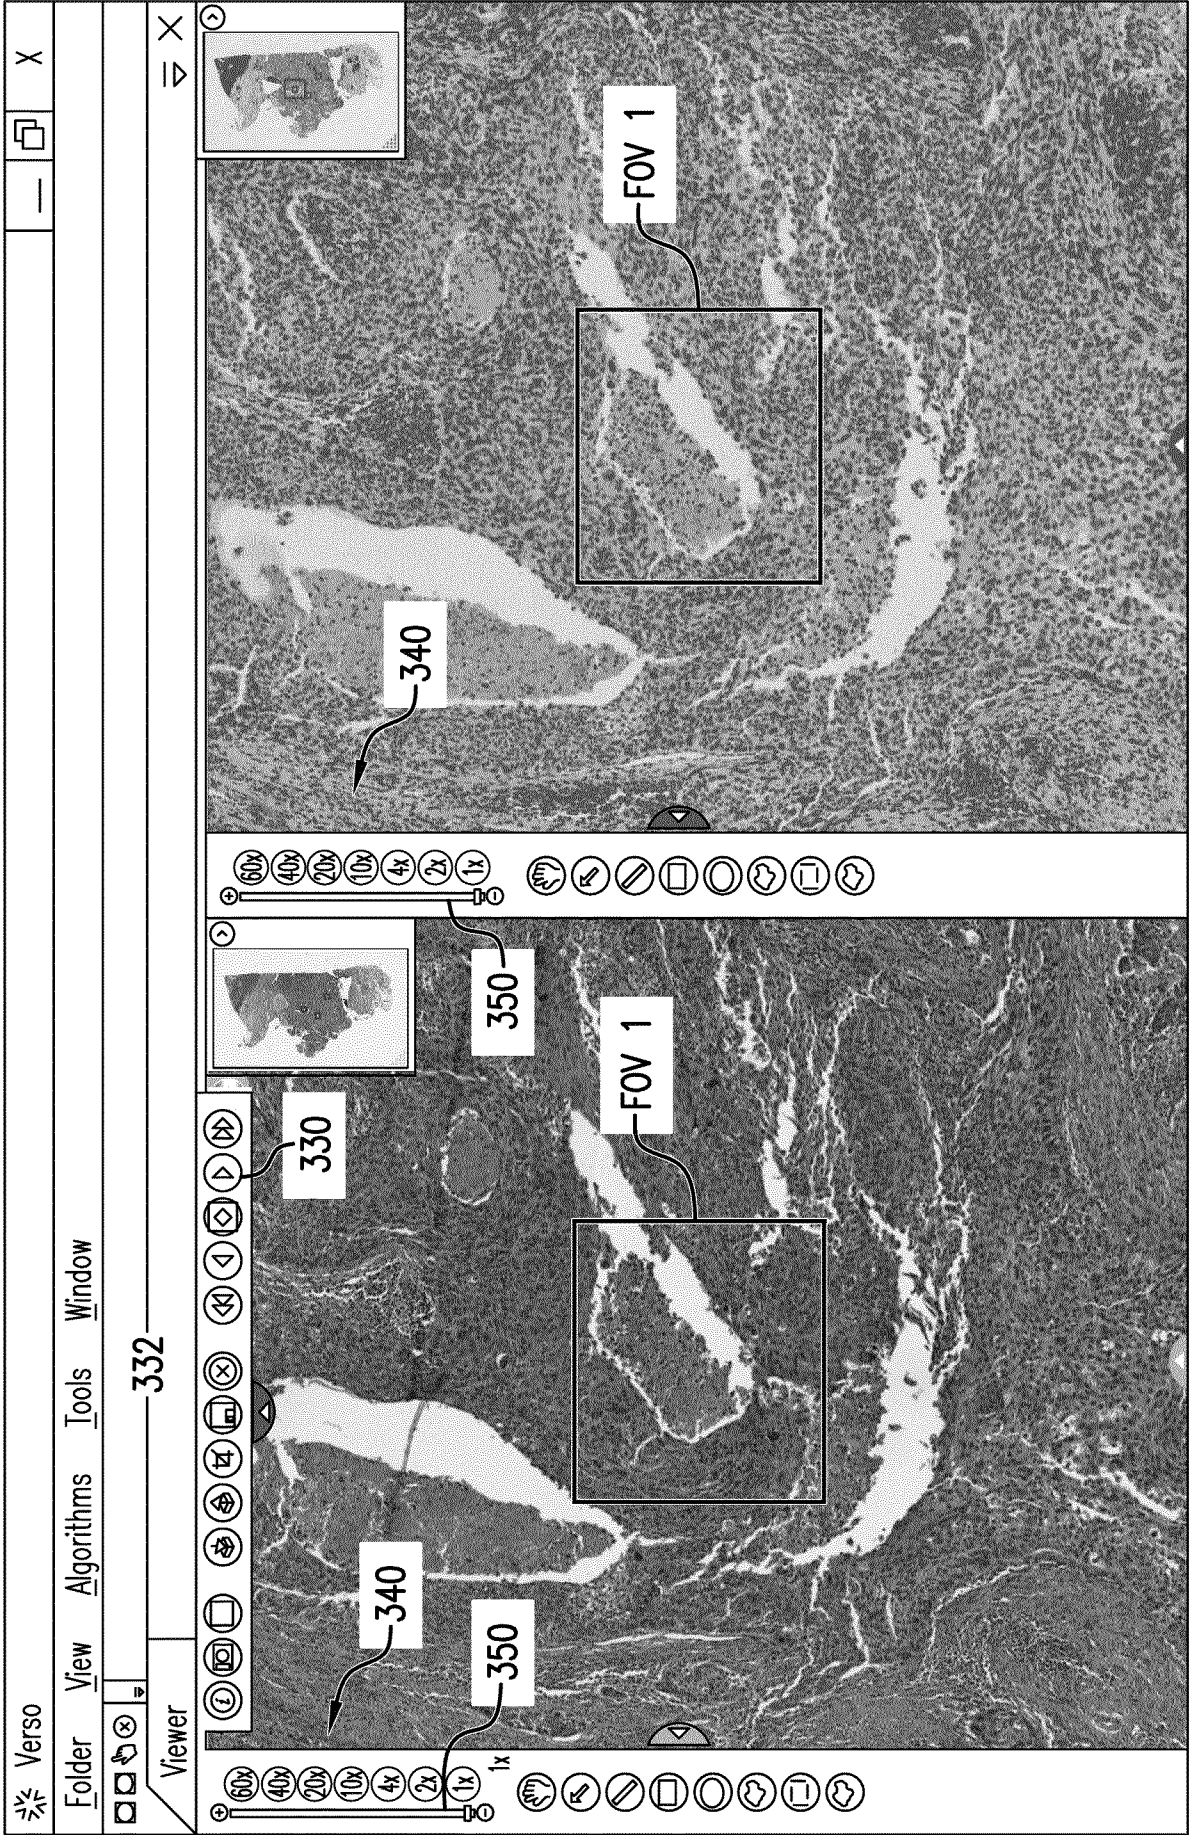 Verso
— X
Folder View Algorithms Tools Window
332
Viewer
X
i
330
60x
40x
20x
10x
4x
2x
1x
1x
350
340
FOV 1
60x
40x
20x
10x
4x
2x
1x
350
340
FOV 1